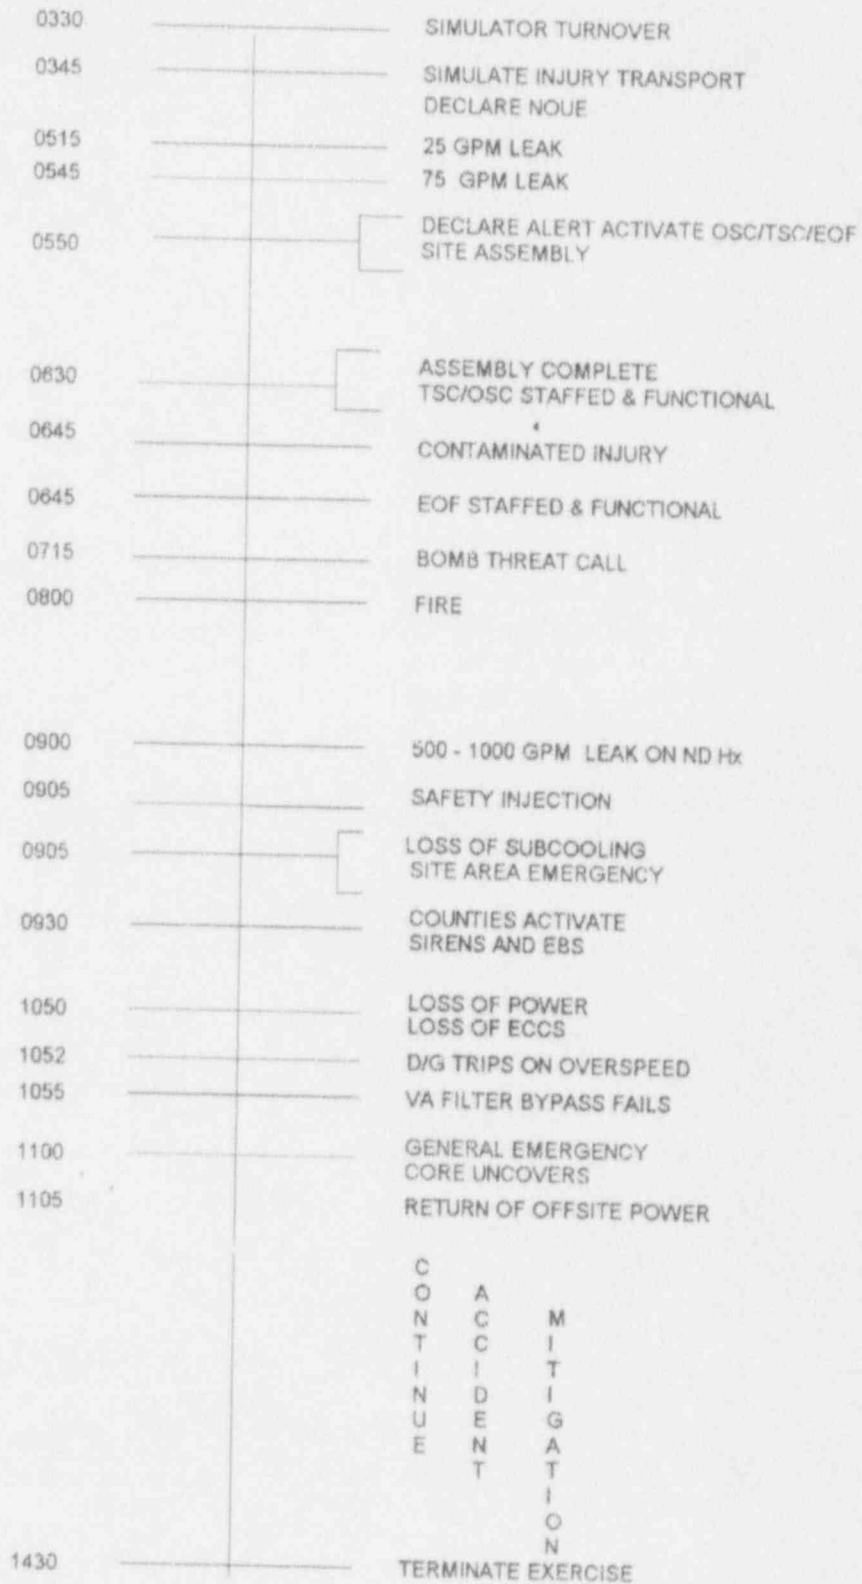 0330 SIMULATOR TURNOVER
0345 SIMULATE INJURY TRANSPORT
DECLARE NOUE
0515 25 GPM LEAK
0545 75 GPM LEAK
0550 DECLARE ALERT ACTIVATE OSC/TSC/EOF
SITE ASSEMBLY
0630 ASSEMBLY COMPLETE
TSC/OSC STAFFED & FUNCTIONAL
0645 CONTAMINATED INJURY
0645 EOF STAFFED & FUNCTIONAL
0715 BOMB THREAT CALL
0800 FIRE
0900 500 - 1000 GPM LEAK ON ND Hx
0905 SAFETY INJECTION
0905 LOSS OF SUBCOOLING
SITE AREA EMERGENCY
0930 COUNTIES ACTIVATE
SIRENS AND EBS
1050 LOSS OF POWER
LOSS OF ECCS
1052 D/G TRIPS ON OVERSPEED
1055 VA FILTER BYPASS FAILS
1100 GENERAL EMERGENCY
CORE UNCOVERS
1105 RETURN OF OFFSITE POWER
CONTINUE
ACCIDENT
MITIGATION
1430 TERMINATE EXERCISE